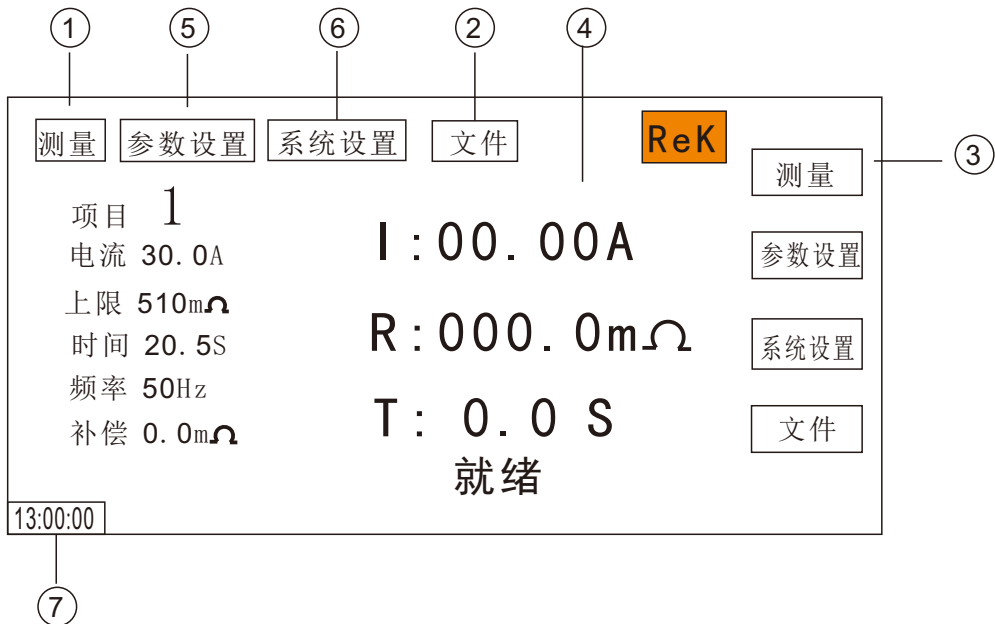 ① ⑤ ⑥ ② ④
测量 参数设置 系统设置 文件 ReK
测量 ③
项目 1
电流 30.0A
I:00.00A
参数设置
上限 510mΩ
时间 20.5S
R:000.0mΩ
系统设置
频率 50Hz
补偿 0.0mΩ
T: 0.0 S
文件
就绪
13:00:00
⑦